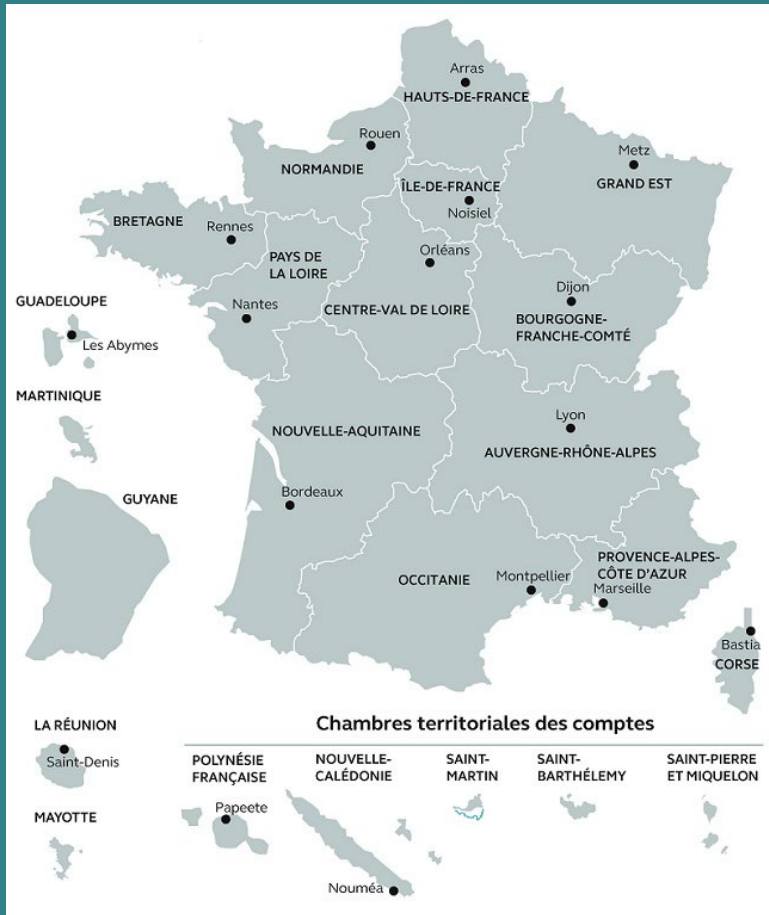 Arras
HAUTS-DE-FRANCE
Rouen
NORMANDIE
Metz
GRAND EST
ÎLE-DE-FRANCE
Noisiel
BRETAGNE
Rennes
PAYS DE
LA LOIRE
Orléans
Nantes
CENTRE-VAL DE LOIRE
Dijon
BOURGOGNE-
FRANCHE-COMTÉ
GUADELOUPE
Les Abymes
MARTINIQUE
GUYANE
NOUVELLE-AQUITAINE
Lyon
AUVERGNE-RHÔNE-ALPES
Bordeaux
OCCITANIE
Montpellier
PROVENCE-ALPES-
CÔTE D'AZUR
Marseille
Bastia
CORSE
LA RÉUNION
Saint-Denis
MAYOTTE
Chambres territoriales des comptes
POLYNÉSIE
FRANÇAISE
Papeete
NOUVELLE-
CALÉDONIE
Nouméa
SAINT-
MARTIN
SAINT-
BARTHÉLEMY
SAINT-PIERRE
ET MIQUELON